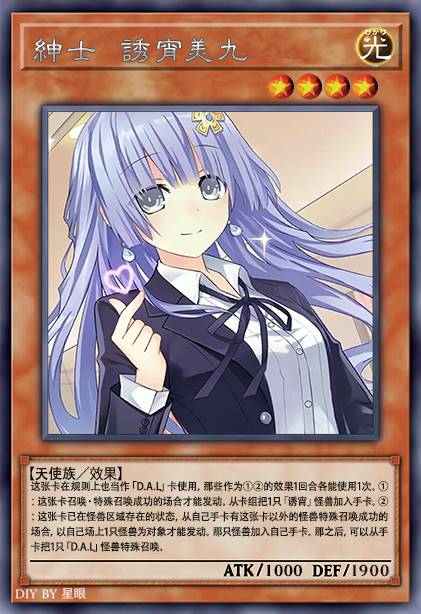 紳士 誘宵美九
ひかり
光
【天使族／效果】
这张卡在规则上也当作「D.A.L」卡使用，那些作为①②的效果1回合各能使用1次。①
：这张卡召唤·特殊召唤成功的场合才能发动。从卡组把1只「诱宵」怪兽加入手卡。②
：这张卡已在怪兽区域存在的状态，从自己手卡有这张卡以外的怪兽特殊召唤成功的
场合，以自己场上1只怪兽为对象才能发动。那只怪兽加入自己手卡。那之后，可以从手
卡把1只「D.A.L」怪兽特殊召唤。
ATK/1000 DEF/1900
DIY BY 星眼